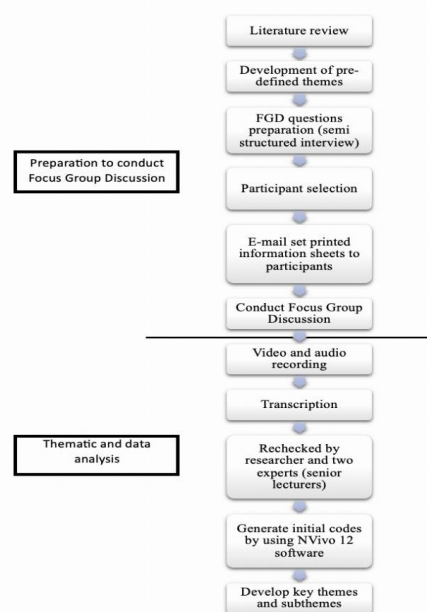 Literature review
Development of pre-
defined themes
FGD questions
preparation (semi
structured interview)
Preparation to conduct
Focus Group Discussion
Participant selection
E-mail set printed
information sheets to
participants
Conduct Focus Group
Discussion
Video and audio
recording
Transcription
Thematic and data
analysis
Rechecked by
researcher and two
experts (senior
lecturers)
Generate initial codes
by using NVivo 12
software
Develop key themes
and subthemes